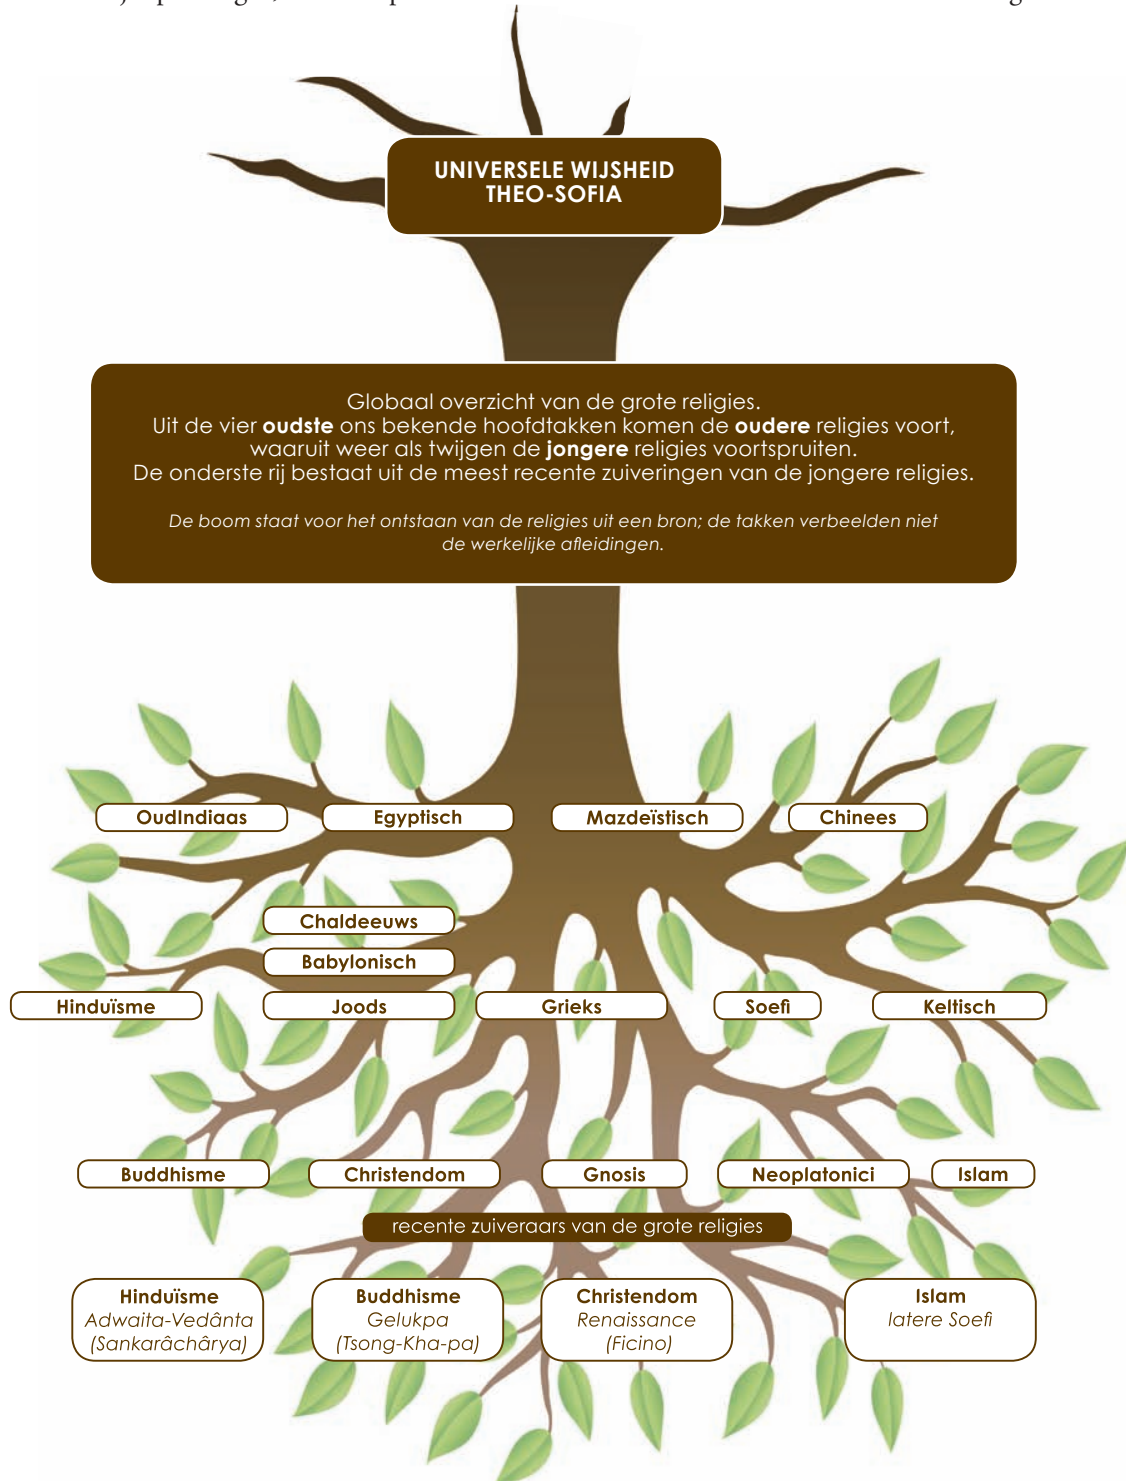 UNIVERSELE WIJSHEID
THEO-SOFIA
Globaal overzicht van de grote religies.
Uit de vier oudste ons bekende hoofdtakken komen de oudere religies voort,
waaruit weer als twijgen de jongere religies voortspruiten.
De onderste rij bestaat uit de meest recente zuiveringen van de jongere religies.
De boom staat voor het ontstaan van de religies uit een bron; de takken verbeelden niet
de werkelijke afleidingen.
OudIndiaas
Egyptisch
Mazdeïstisch
Chinees
Chaldeeuws
Babylonisch
Hinduïsme
Joods
Grieks
Soefi
Keltisch
Buddhisme
Christendom
Gnosis
Neoplatonici
Islam
recente zuiveraars van de grote religies
Hinduïsme
Adwaita-Vedânta
(Sankarâchârya)
Buddhisme
Gelukpa
(Tsong-Kha-pa)
Christendom
Renaissance
(Ficino)
Islam
latere Soefi